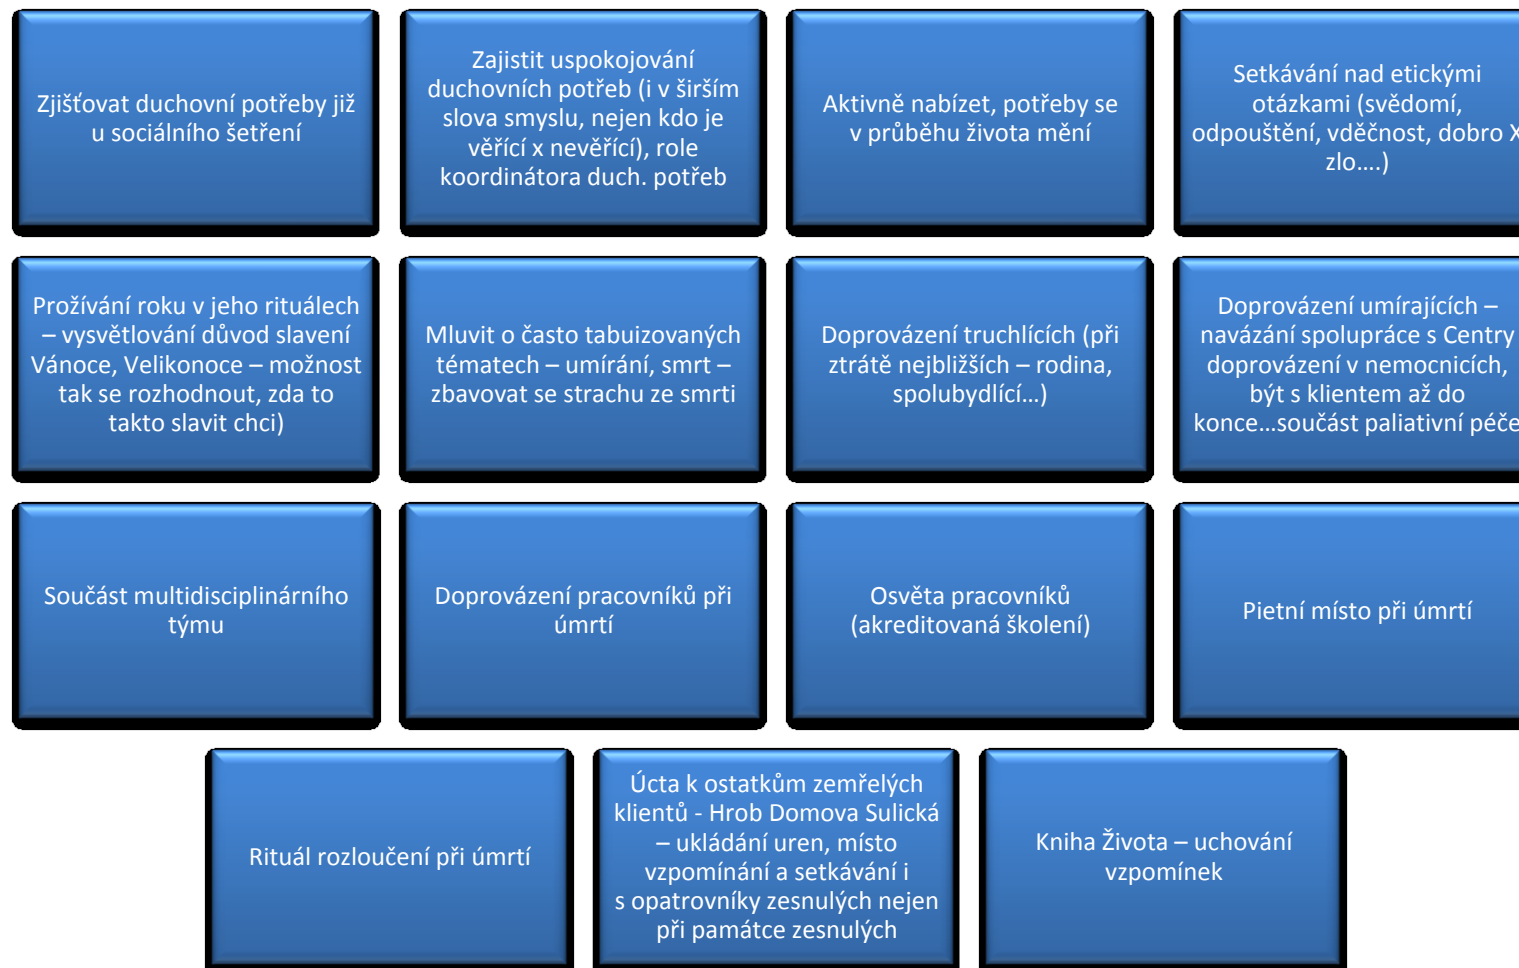 Zjišťovat duchovní potřeby již
u sociálního šetření
Zajistit uspokojování
duchovních potřeb (i v širším
slova smyslu, nejen kdo je
věřící x nevěřící), role
koordinátora duch. potřeb
Aktivně nabízet, potřeby se
v průběhu života mění
Setkávání nad etickými
otázkami (svědomí,
odpouštění, vděčnost, dobro X
zlo….)
Prožívání roku v jeho rituálech
– vysvětlování důvod slavení
Vánoce, Velikonoce – možnost
tak se rozhodnout, zda to
takto slavit chci)
Mluvit o často tabuizovaných
tématech – umírání, smrt –
zbavovat se strachu ze smrti
Doprovázení truchlících (při
ztrátě nejbližších – rodina,
spolubydlící…)
Doprovázení umírajících –
navázání spolupráce s Centry
doprovázení v nemocnicích,
být s klientem až do
konce…součást paliativní péče
Součást multidisciplinárního
týmu
Doprovázení pracovníků při
úmrtí
Osvěta pracovníků
(akreditovaná školení)
Pietní místo při úmrtí
Rituál rozloučení při úmrtí
Úcta k ostatkům zemřelých
klientů - Hrob Domova Sulická
– ukládání uren, místo
vzpomínání a setkávání i
s opatrovníky zesnulých nejen
při památce zesnulých
Kniha Života – uchování
vzpomínek